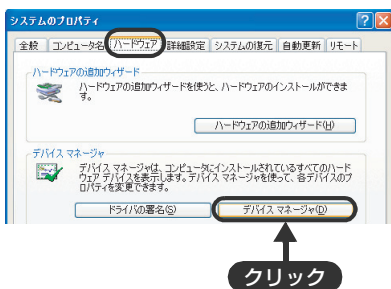 システムのプロパティ
全般 コンピュータ名 ハードウェア 詳細設定 システムの復元 自動更新 リモート
ハードウェアの追加ウィザード
ハードウェアの追加ウィザードを使うと、ハードウェアのインストールができま
す。
ハードウェアの追加ウィザード(H)
デバイス マネージャ
デバイス マネージャは、コンピュータにインストールされているすべてのハード
ウェア デバイスを表示します。デバイス マネージャを使って、各デバイスのプ
ロパティを変更できます。
ドライバの署名(S) デバイス マネージャ(D)
クリック